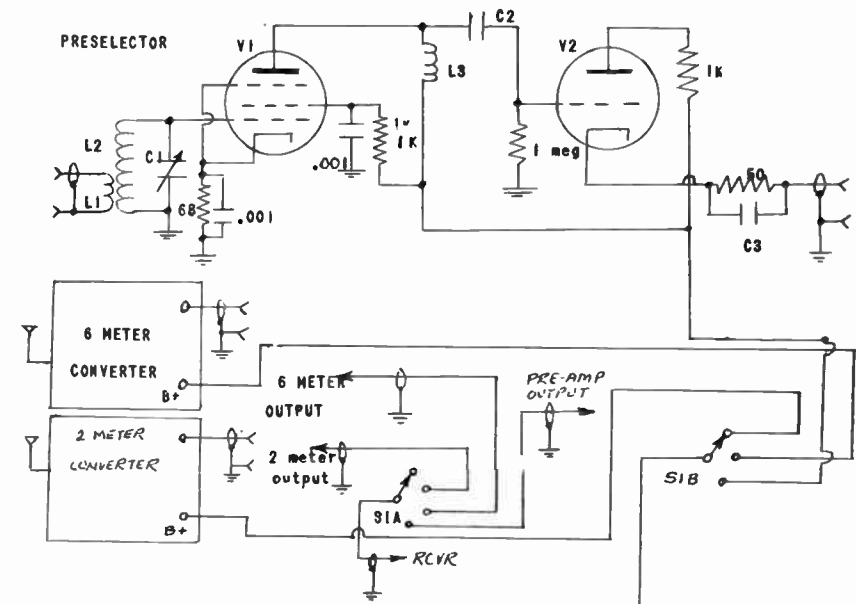 PRESELECTOR
V1
C2
V2
L3
1K
L2
C1
L1
68
.001
.001
1w
1K
1 meg
50
C3
6 METER
CONVERTER
B+
6 METER
OUTPUT
PRE-AMP
OUTPUT
2 METER
CONVERTER
B+
2 meter
output
S1A
RCVR
S1B